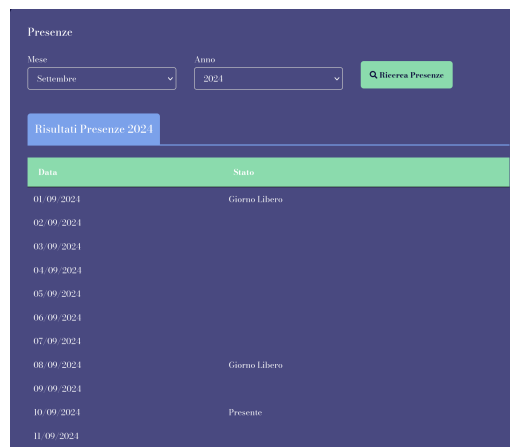 Presenze
Mese Anno
Settembre 2024 Ricerca Presenze
Risultati Presenze 2024
Data Stato
01/09/2024 Giorno Libero
02/09/2024
03/09/2024
04/09/2024
05/09/2024
06/09/2024
07/09/2024
08/09/2024 Giorno Libero
09/09/2024
10/09/2024 Presente
11/09/2024